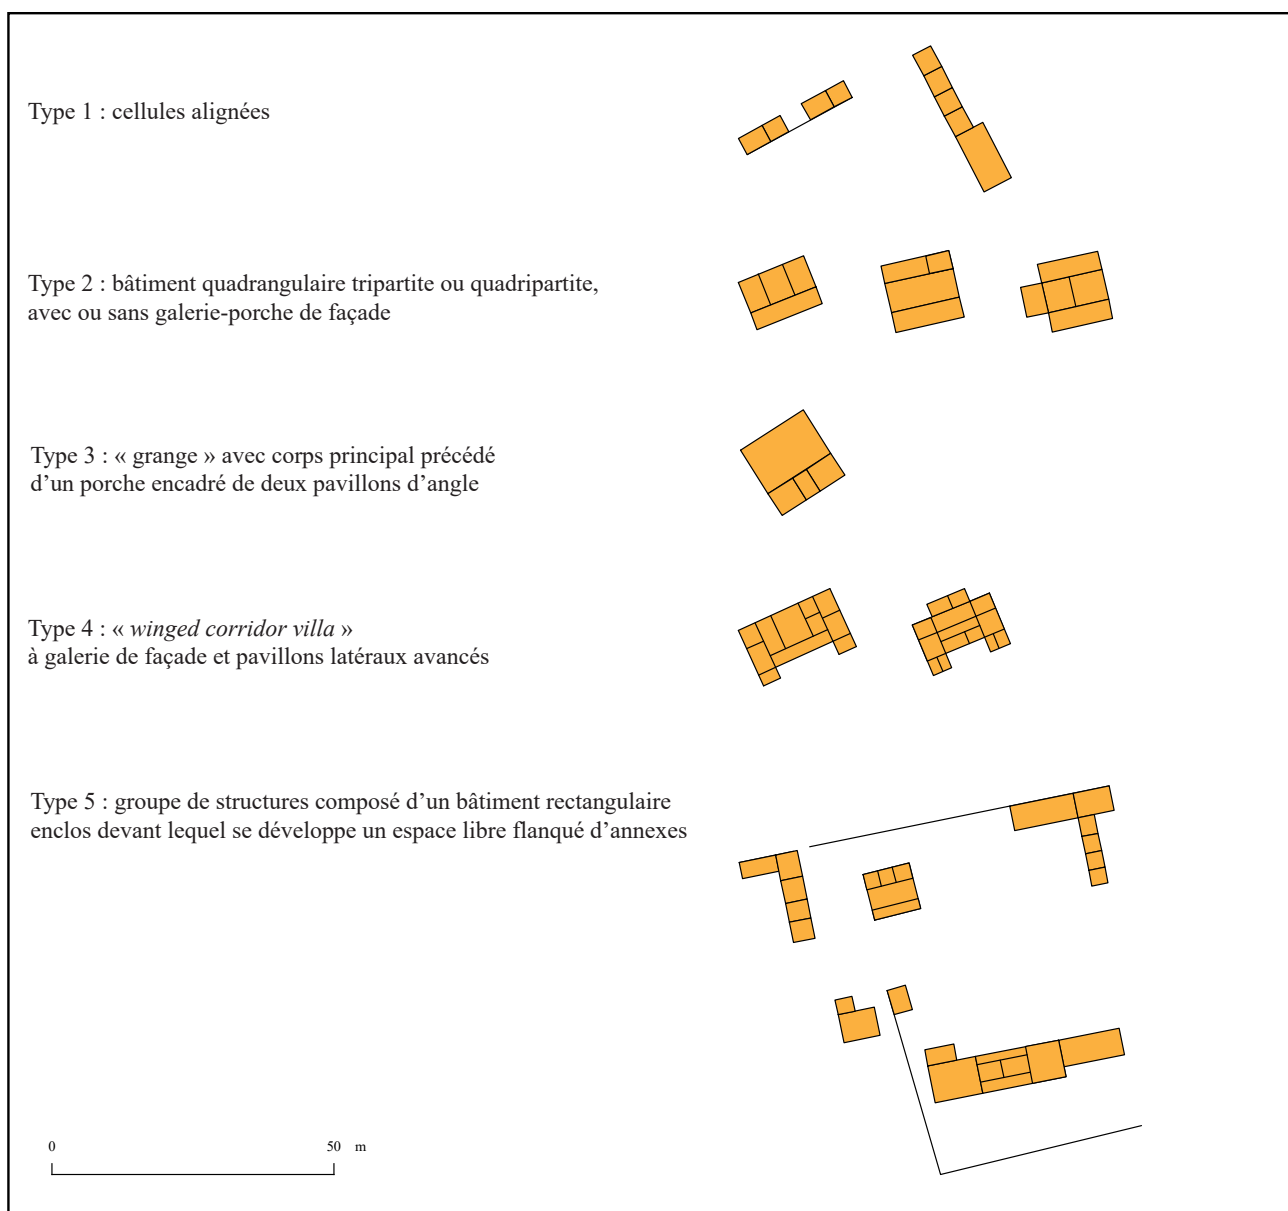 Type 1 : cellules alignées
Type 2 : bâtiment quadrangulaire tripartite ou quadripartite,
avec ou sans galerie-porche de façade
Type 3 : « grange » avec corps principal précédé
d’un porche encadré de deux pavillons d’angle
Type 4 : « winged corridor villa »
à galerie de façade et pavillons latéraux avancés
Type 5 : groupe de structures composé d’un bâtiment rectangulaire
enclos devant lequel se développe un espace libre flanqué d’annexes
0 50 m